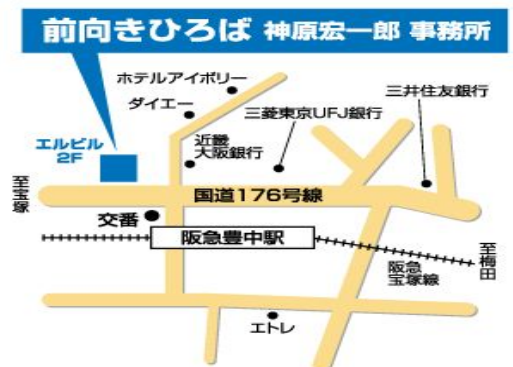 前向きひろば 神原宏一郎 事務所
ホテルアイボリー
ダイエー
三井住友銀行
三菱東京UFJ銀行
エルビル
2F
近畿
大阪銀行
至宝塚
国道176号線
交番
阪急豊中駅
至梅田
阪急
宝塚線
エトレ